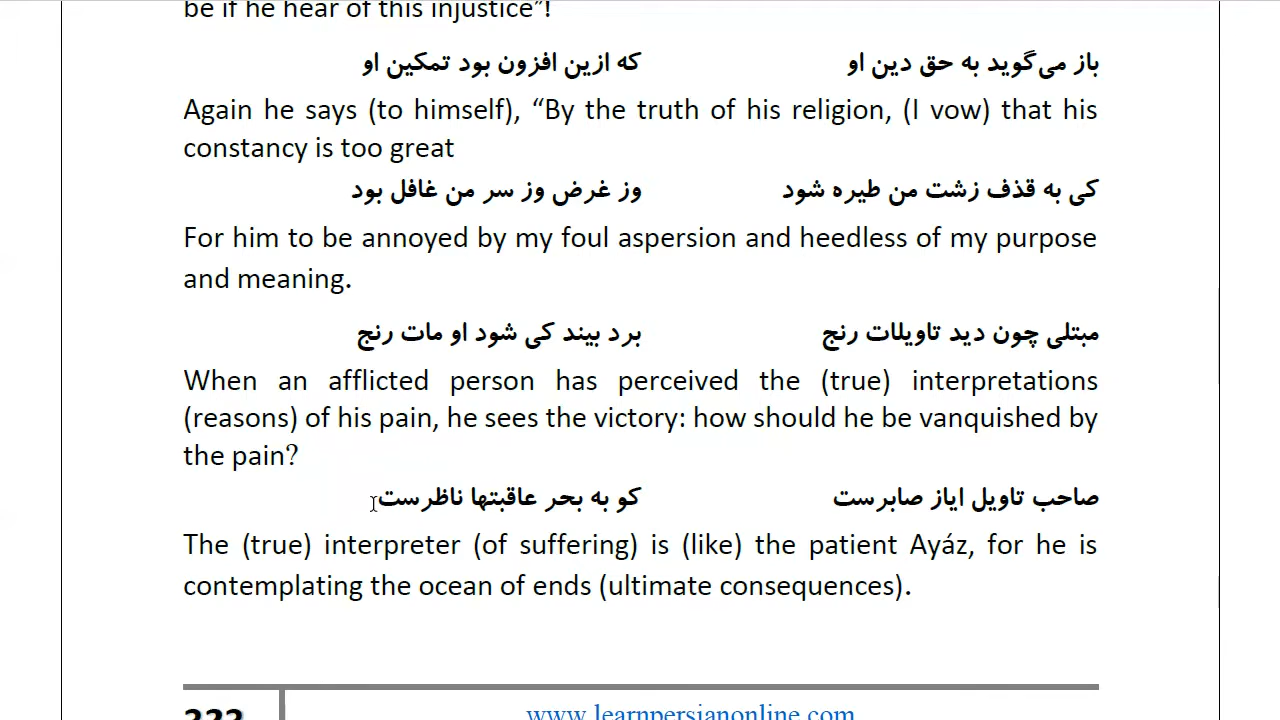 be if he hear of this injustice”!
باز می‌گوید به حق دین او که ازین افزون بود تمکین او
Again he says (to himself), “By the truth of his religion, (I vow) that his
constancy is too great
کی به قذف زشت من طیره شود وز غرض وز سر من غافل بود
For him to be annoyed by my foul aspersion and heedless of my purpose
and meaning.
مبتلی چون دید تاویلات رنج برد بیند کی شود او مات رنج
When an afflicted person has perceived the (true) interpretations
(reasons) of his pain, he sees the victory: how should he be vanquished by
the pain?
صاحب تاویل ایاز صابرست کو به بحر عاقبتها ناظرست
The (true) interpreter (of suffering) is (like) the patient Ayáz, for he is
contemplating the ocean of ends (ultimate consequences).
www.learnpersianonline.com